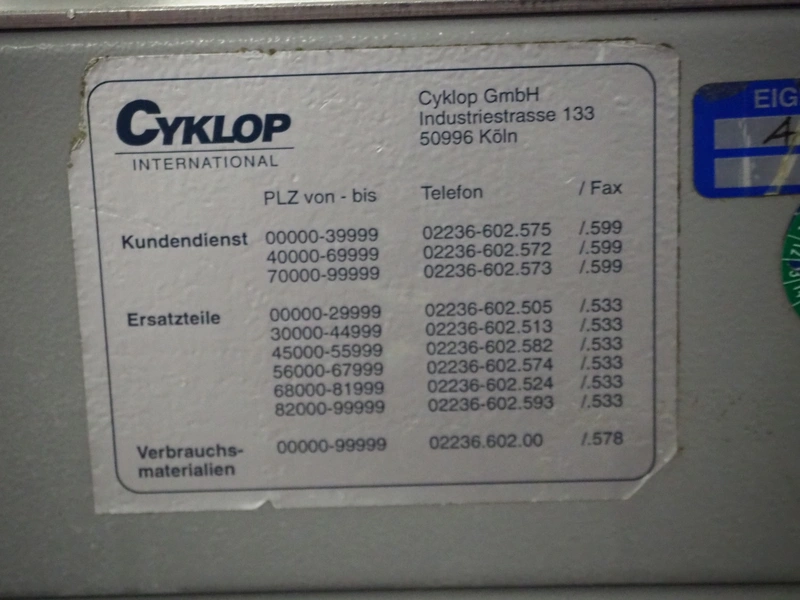 CYKLOP
INTERNATIONAL
Cyklop GmbH
Industriestrasse 133
50996 Köln
PLZ von - bis Telefon / Fax
Kundendienst 00000-39999 02236-602.575 /.599
40000-69999 02236-602.572 /.599
70000-99999 02236-602.573 /.599
Ersatzteile 00000-29999 02236-602.505 /.533
30000-44999 02236-602.513 /.533
45000-55999 02236-602.582 /.533
56000-67999 02236-602.574 /.533
68000-81999 02236-602.524 /.533
82000-99999 02236-602.593 /.533
Verbrauchs- 00000-99999 02236.602.00 /.578
materialien
EIG